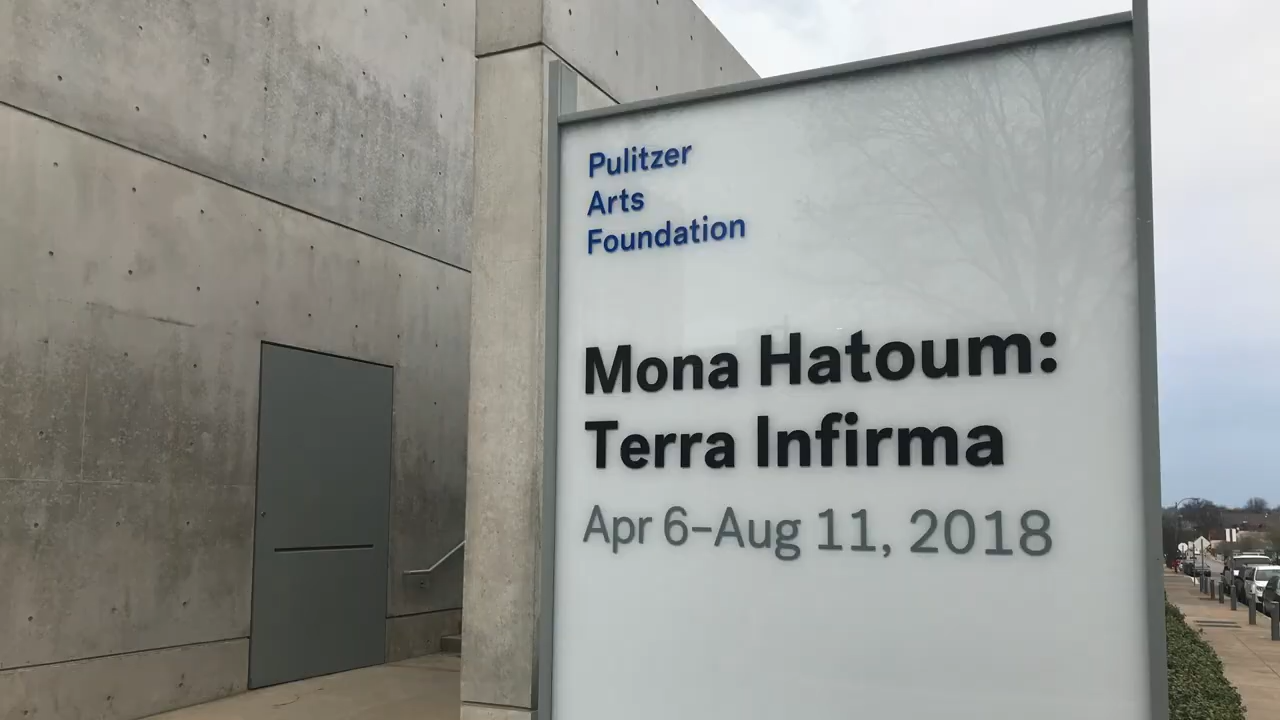 Pulitzer
Arts
Foundation
Mona Hatoum:
Terra Infirma
Apr 6–Aug 11, 2018